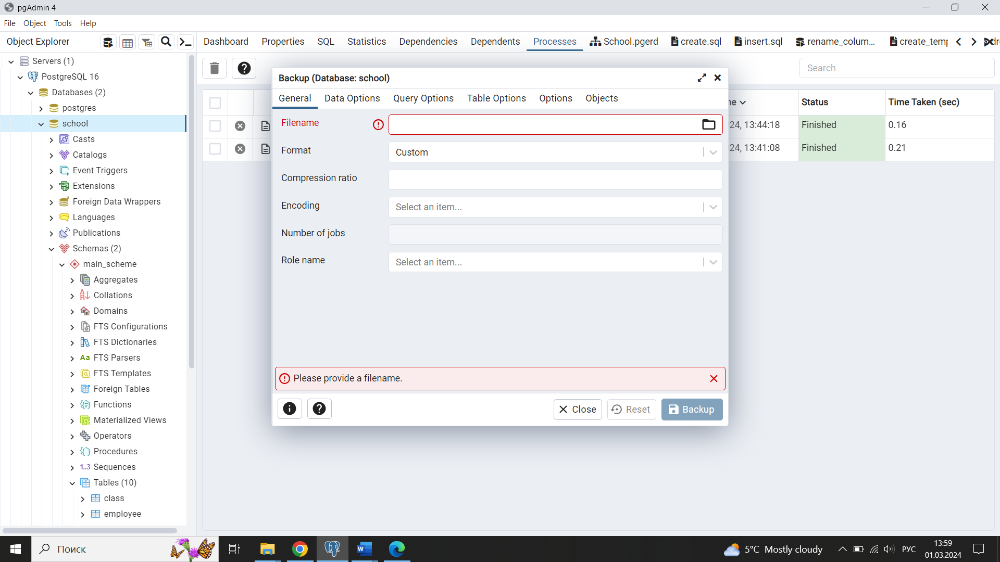 pgAdmin 4
File Object Tools Help
Object Explorer
Dashboard Properties SQL Statistics Dependencies Dependents Processes School.pgerd create.sql insert.sql rename_colum... create_temp
Servers (1)
PostgreSQL 16
Databases (2)
postgres
school
Casts
Catalogs
Event Triggers
Extensions
Foreign Data Wrappers
Languages
Publications
Schemas (2)
main_scheme
Aggregates
Collations
Domains
FTS Configurations
FTS Dictionaries
Aa FTS Parsers
FTS Templates
Foreign Tables
Functions
Materialized Views
Operators
Procedures
1..3 Sequences
Tables (10)
class
employee
Search
Status Time Taken (sec)
24, 13:44:18 Finished 0.16
24, 13:41:08 Finished 0.21
Backup (Database: school)
General Data Options Query Options Table Options Options Objects
Filename
Format Custom
Compression ratio
Encoding Select an item...
Number of jobs
Role name Select an item...
Please provide a filename.
Close Reset Backup
Поиск
5°C Mostly cloudy
РУС
13:59
01.03.2024